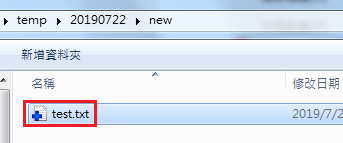 temp ▸ 20190722 ▸ new
新增資料夾
名稱 修改日期
test.txt 2019/7/2